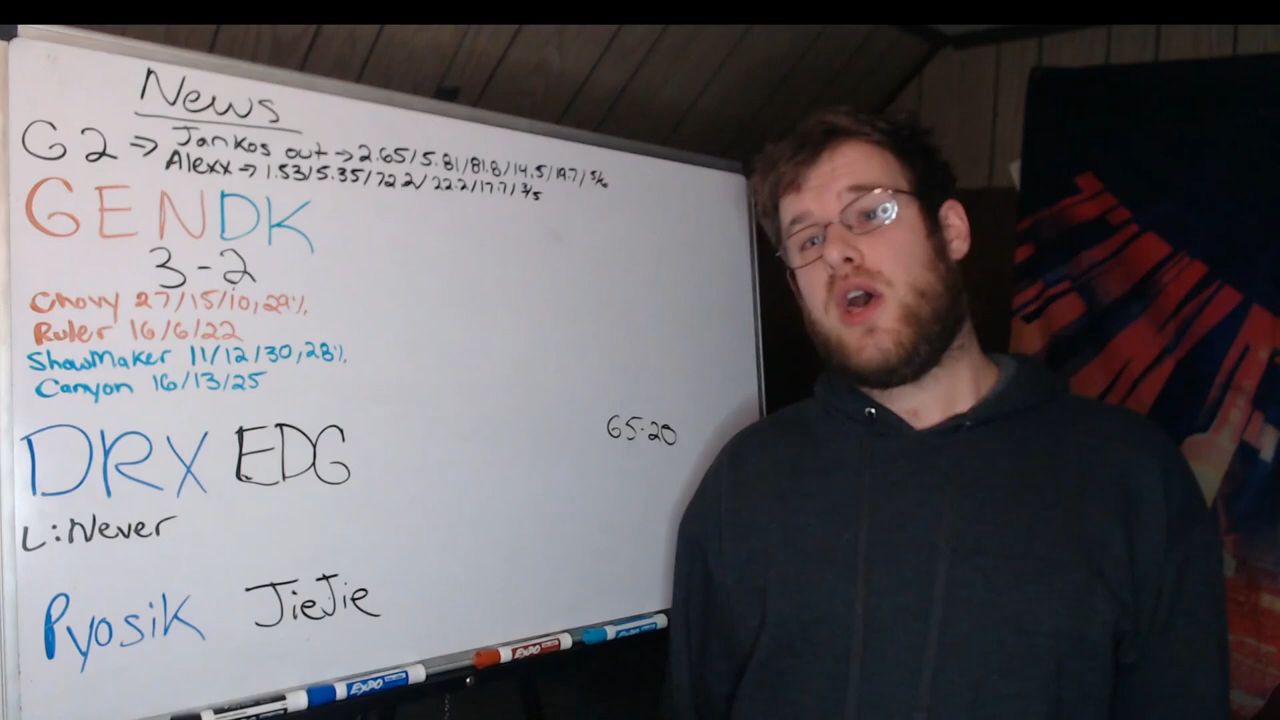 News
G2 => Jankos out -> 2.65/5.81/81.8/14.5/19.7/5/6
Alexx -> 1.53/5.35/72.2/22.2/17.7/3/5
GEN DK
3-2
Chovy 27/15/10,29%
Ruler 16/6/22
ShowMaker 11/12/30,28%
Canyon 16/13/25
DRX EDG
65-20
L:Never
Pyosik JieJie
EXPO
EXPO